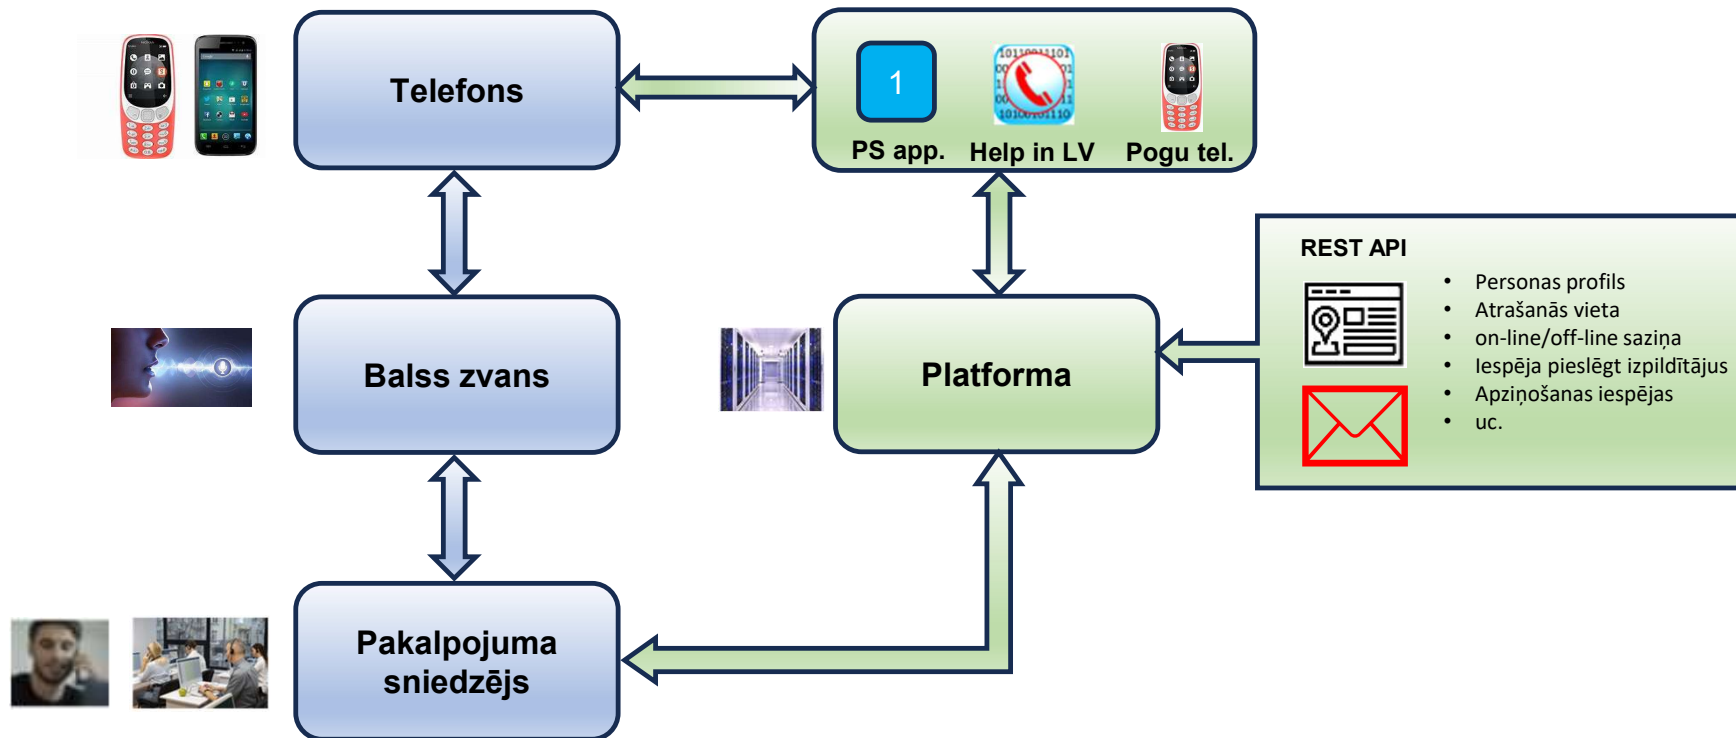 Telefons
1
PS app.
Help in LV
Pogu tel.
REST API
• Personas profils
• Atrašanās vieta
• on-line/off-line saziņa
• Iespēja pieslēgt izpildītājus
• Apziņošanas iespējas
• uc.
Balss zvans
Platforma
Pakalpojuma
sniedzējs